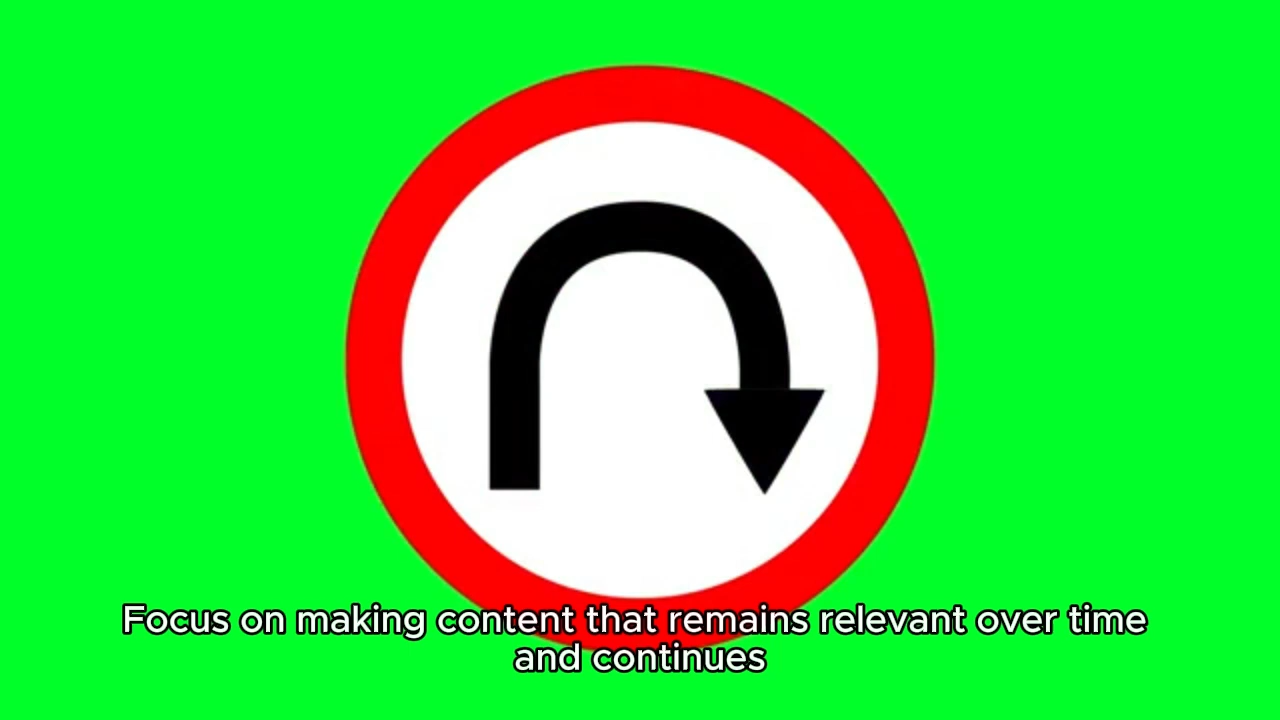 Focus on making content that remains relevant over time
and continues